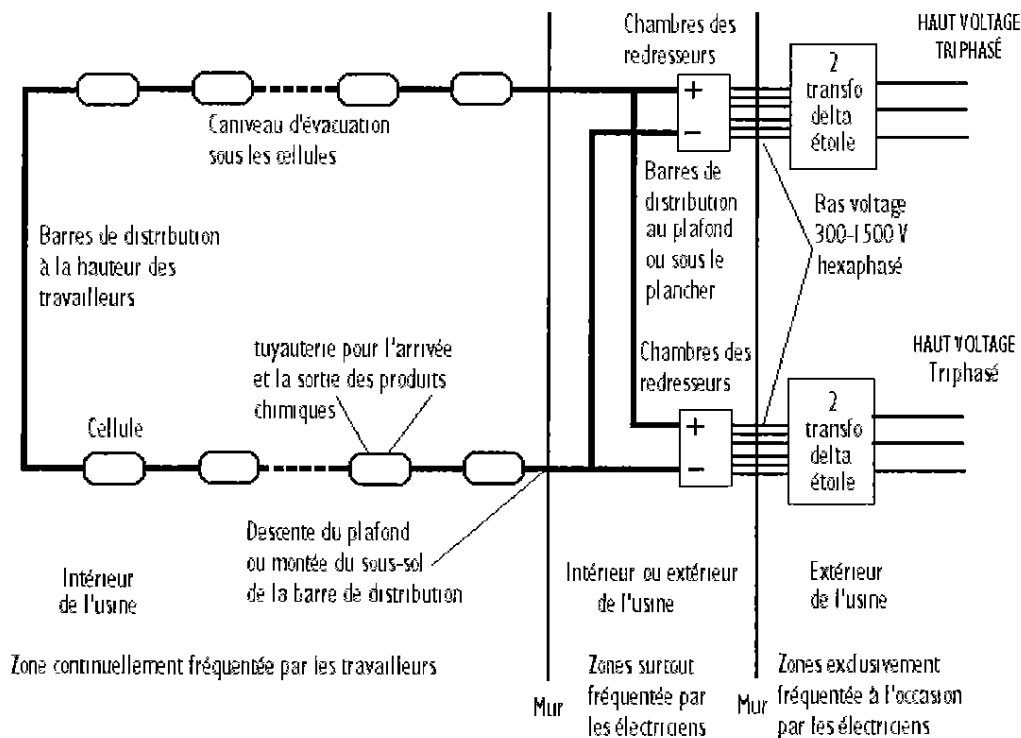 Chambres des
redresseurs
HAUT VOLTAGE
TRIPHASÉ
+
−
2
transfo
delta
étoile
Caniveau d'évacuation
sous les cellules
Barres de
distribution
au plafond
ou sous le
plancher
Bas voltage
300-1500 V
hexaphasé
Barres de distribution
à la hauteur des
travailleurs
tuyauterie pour l'arrivée
et la sortie des produits
chimiques
Chambres des
redresseurs
HAUT VOLTAGE
Triphasé
Cellule
+
−
2
transfo
delta
étoile
Descente du plafond
ou montée du sous-sol
de la barre de distribution
Intérieur
de l'usine
Intérieur ou extérieur
de l'usine
Extérieur
de l'usine
Zone continuellement fréquentée par les travailleurs
Mur
Zones surtout
fréquentée par
les électriciens
Mur
Zones exclusivement
fréquentée à l'occasion
par les électriciens